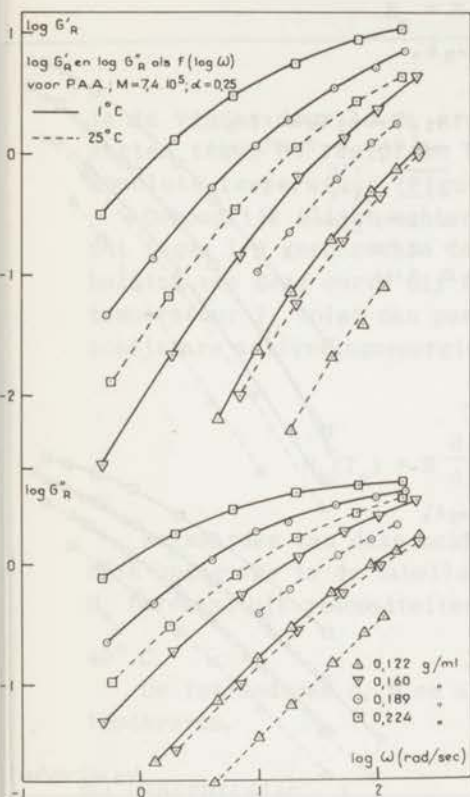 log G'R
1
log G'R en log G"R als F (log ω)
voor P.A.A.; M=7,4.10⁵; α=0,25
1°C
25°C
0
-1
-2
log G"R
0
-1
△ 0,122 g/ml
▽ 0,160 "
○ 0,189 "
□ 0,224 "
log ω (rad/sec)
-1 0 1 2